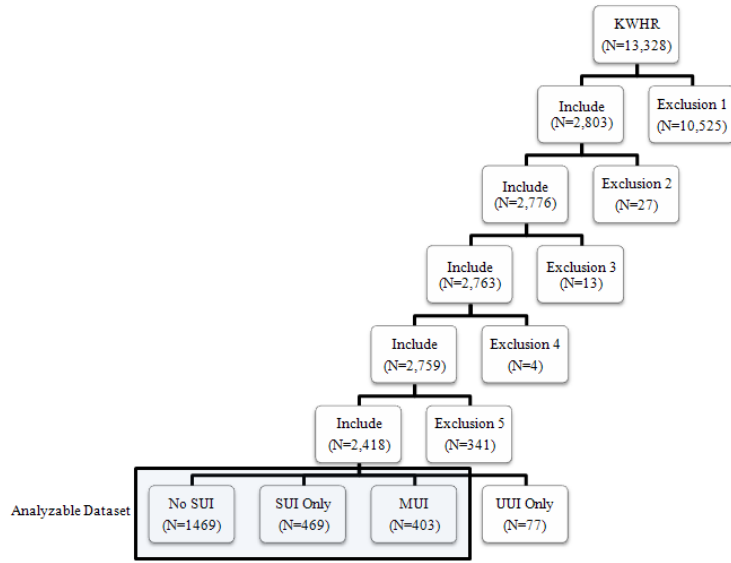 KWHR
(N=13,328)
Include
(N=2,803)
Exclusion 1
(N=10,525)
Include
(N=2,776)
Exclusion 2
(N=27)
Include
(N=2,763)
Exclusion 3
(N=13)
Include
(N=2,759)
Exclusion 4
(N=4)
Include
(N=2,418)
Exclusion 5
(N=341)
Analyzable Dataset
No SUI
(N=1469)
SUI Only
(N=469)
MUI
(N=403)
UUI Only
(N=77)